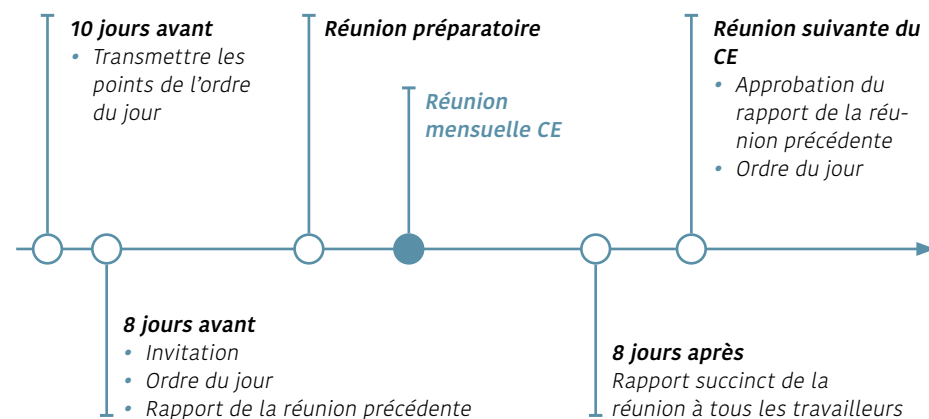 10 jours avant
• Transmettre les
points de l'ordre
du jour
Réunion préparatoire
Réunion
mensuelle CE
Réunion suivante du
CE
• Approbation du
rapport de la réu-
nion précédente
• Ordre du jour
8 jours avant
• Invitation
• Ordre du jour
• Rapport de la réunion précédente
8 jours après
Rapport succinct de la
réunion à tous les travailleurs